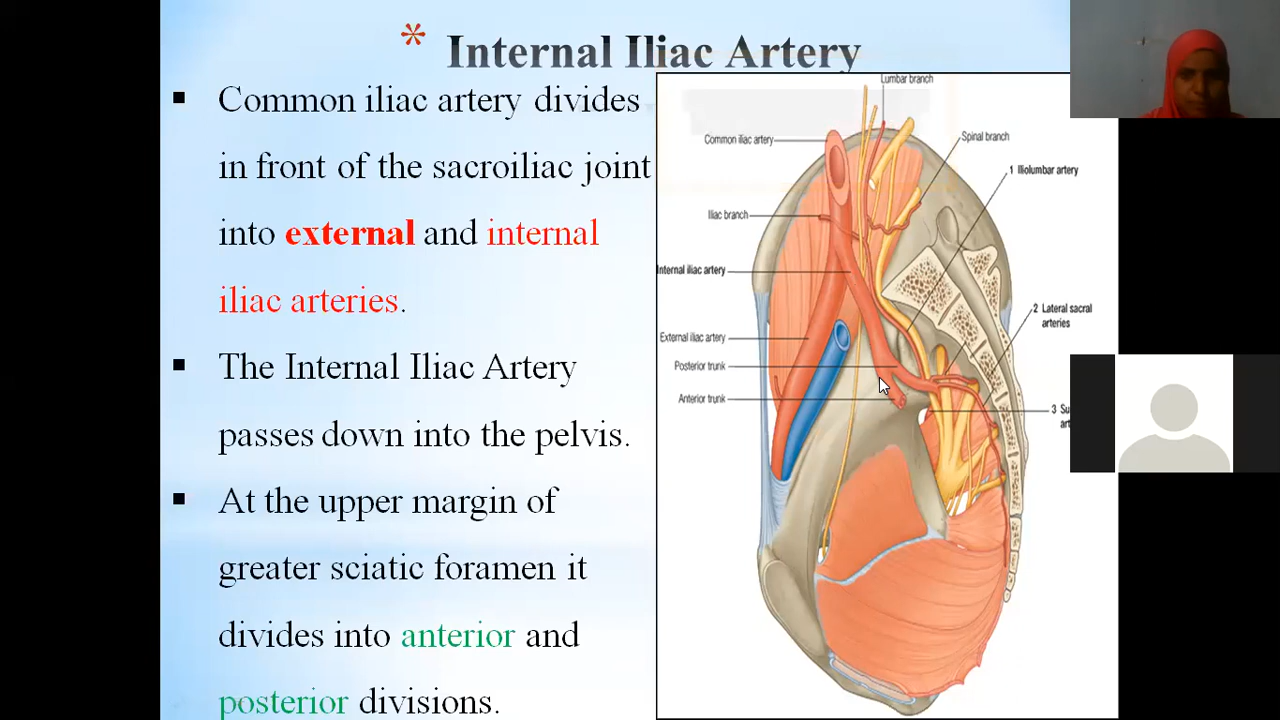 * Internal Iliac Artery
▪ Common iliac artery divides
in front of the sacroiliac joint
into external and internal
iliac arteries.
▪ The Internal Iliac Artery
passes down into the pelvis.
▪ At the upper margin of
greater sciatic foramen it
divides into anterior and
posterior divisions.
Lumbar branch
Common iliac artery
Spinal branch
1 Illiolumbar artery
Iliac branch
Internal iliac artery
2 Lateral sacral
arteries
External iliac artery
Posterior trunk
Anterior trunk
3 Su
art